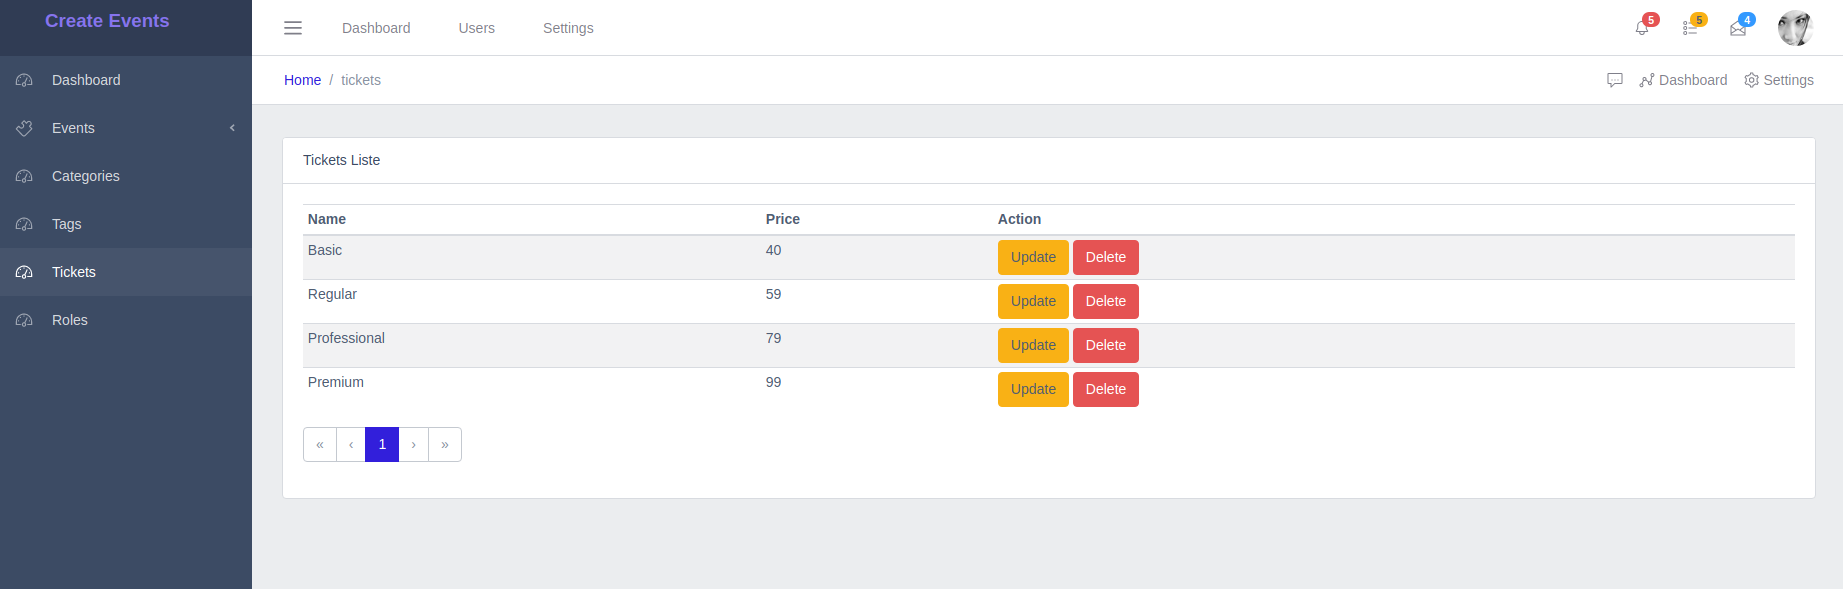 Create Events
Dashboard
Events
Categories
Tags
Tickets
Roles
Dashboard Users Settings 5 5 4
Home / tickets Dashboard Settings
Tickets Liste
Name Price Action
Basic 40 Update Delete
Regular 59 Update Delete
Professional 79 Update Delete
Premium 99 Update Delete
« ‹ 1 › »